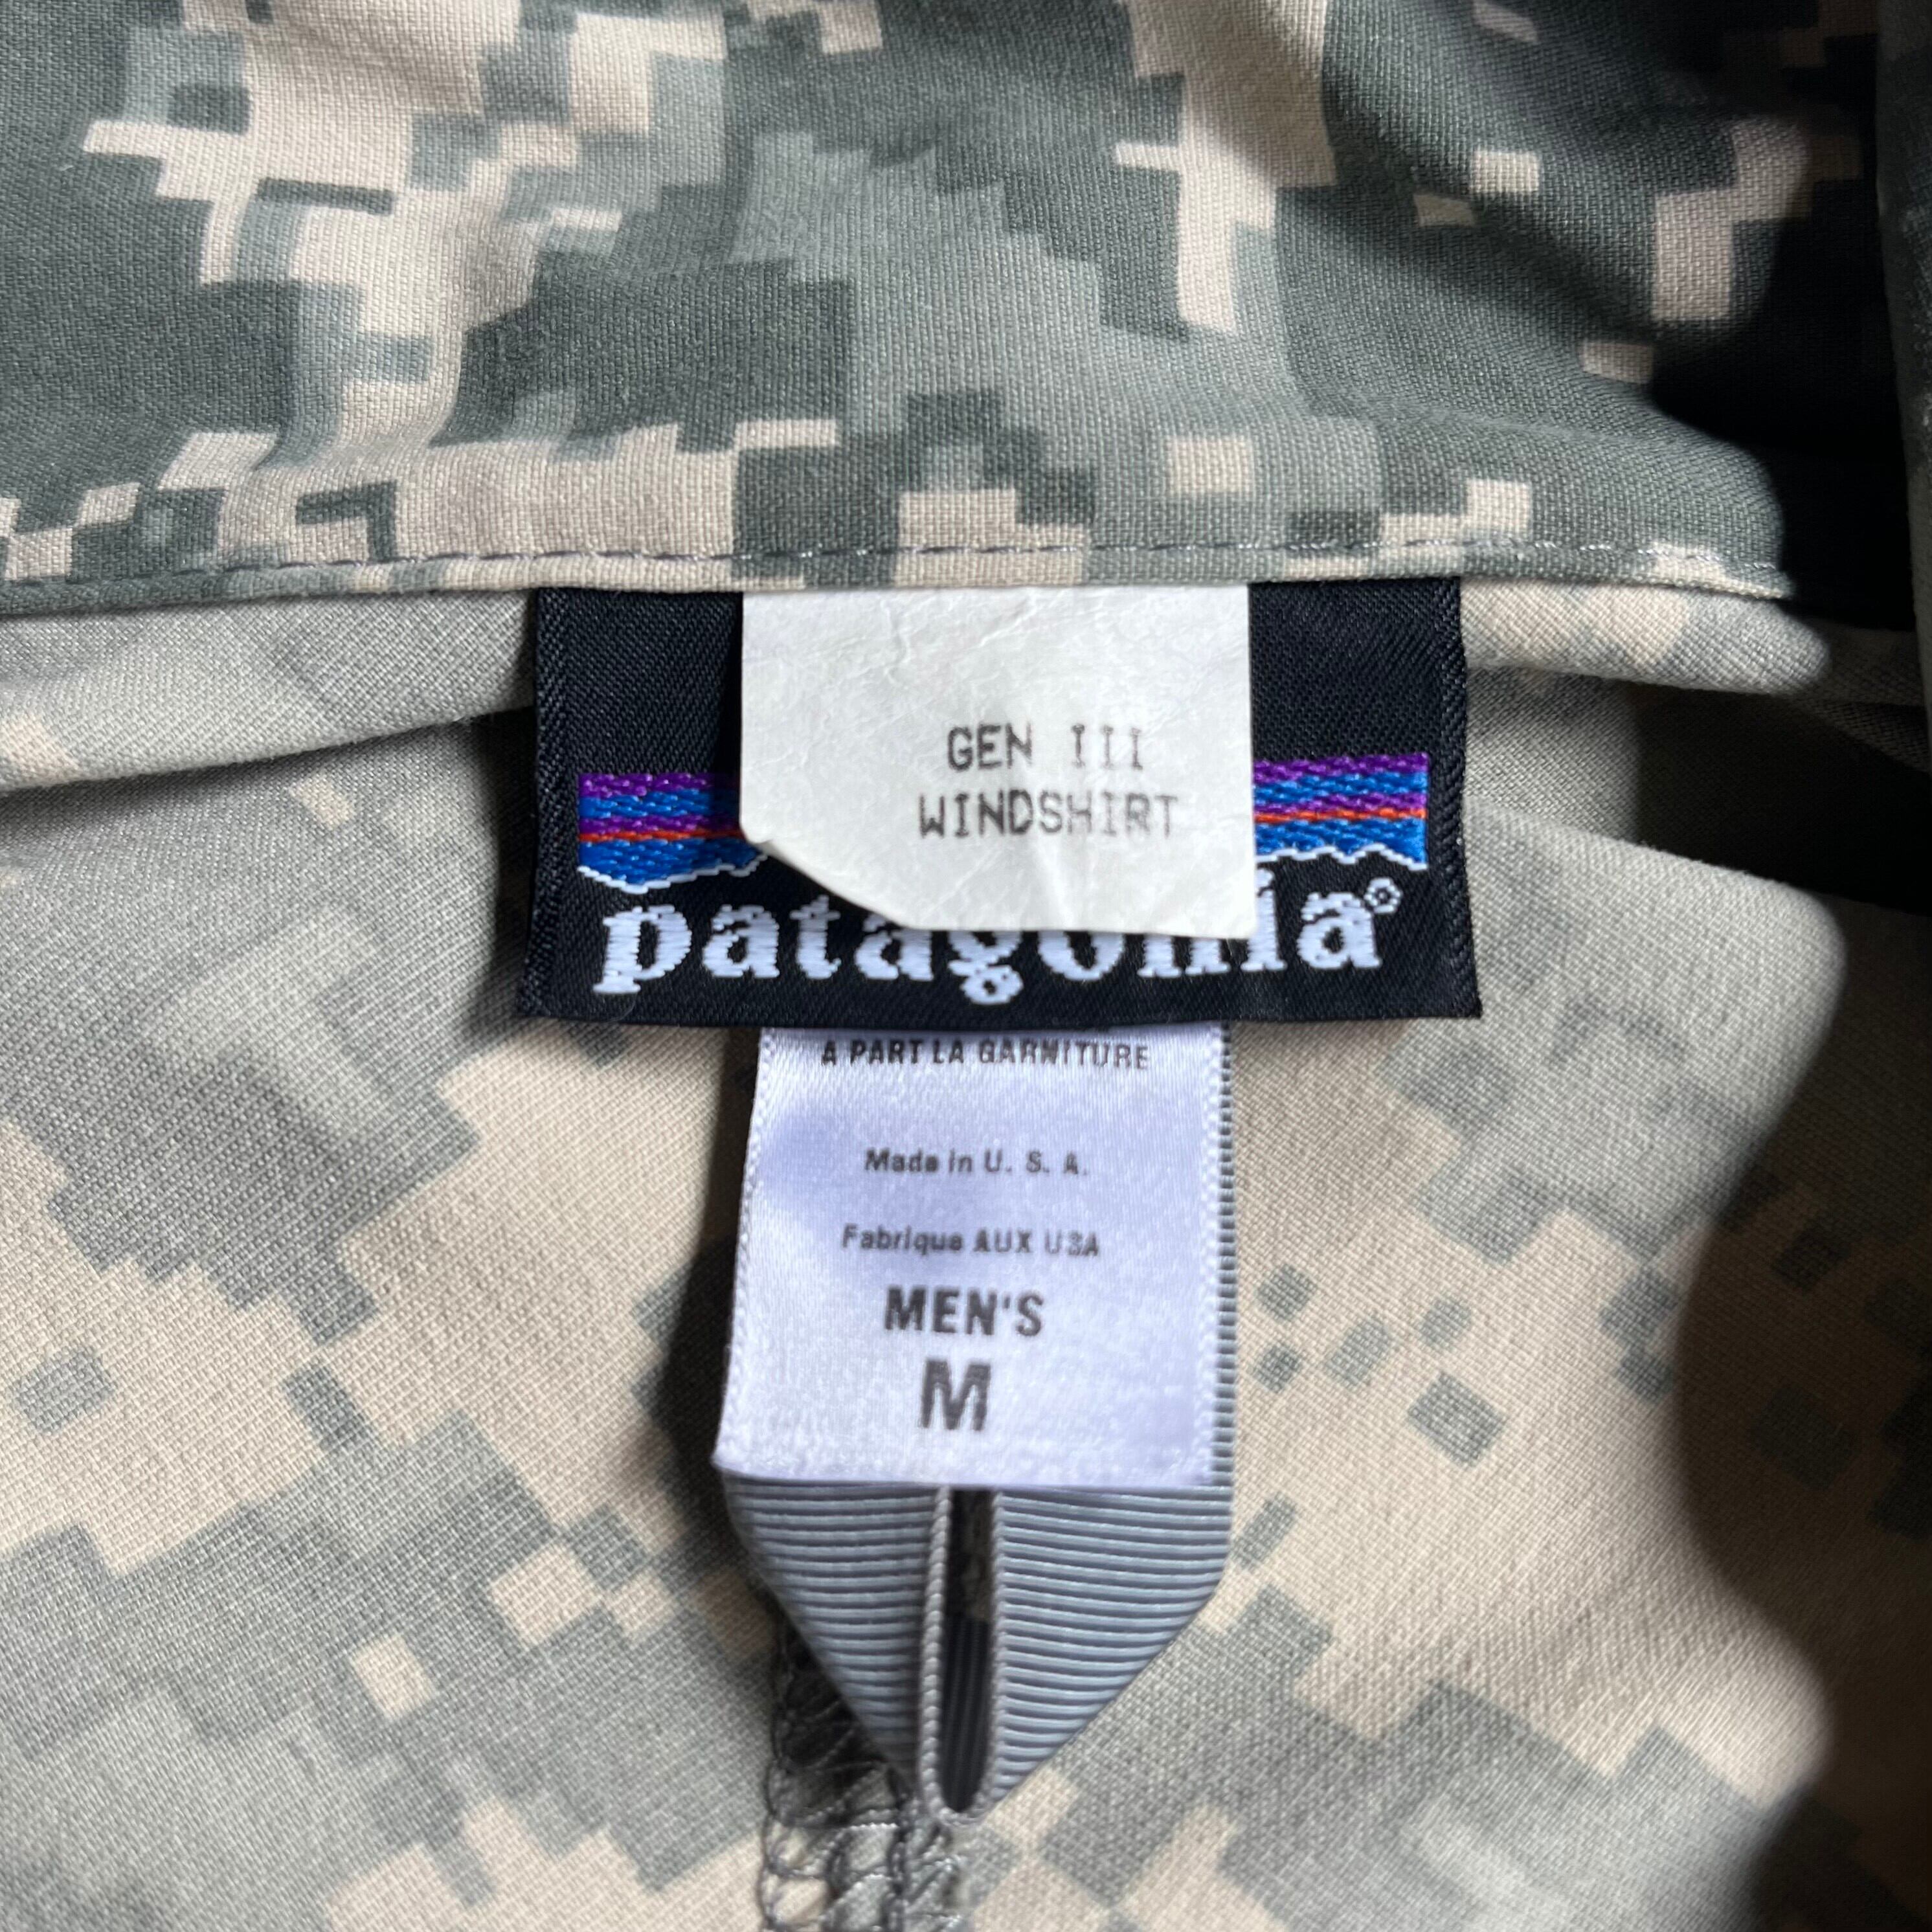 GEN III
WINDSHIRT
patagonia®
A PART LA GARNITURE
Made in U. S. A.
Fabrique AUX USA
MEN'S
M